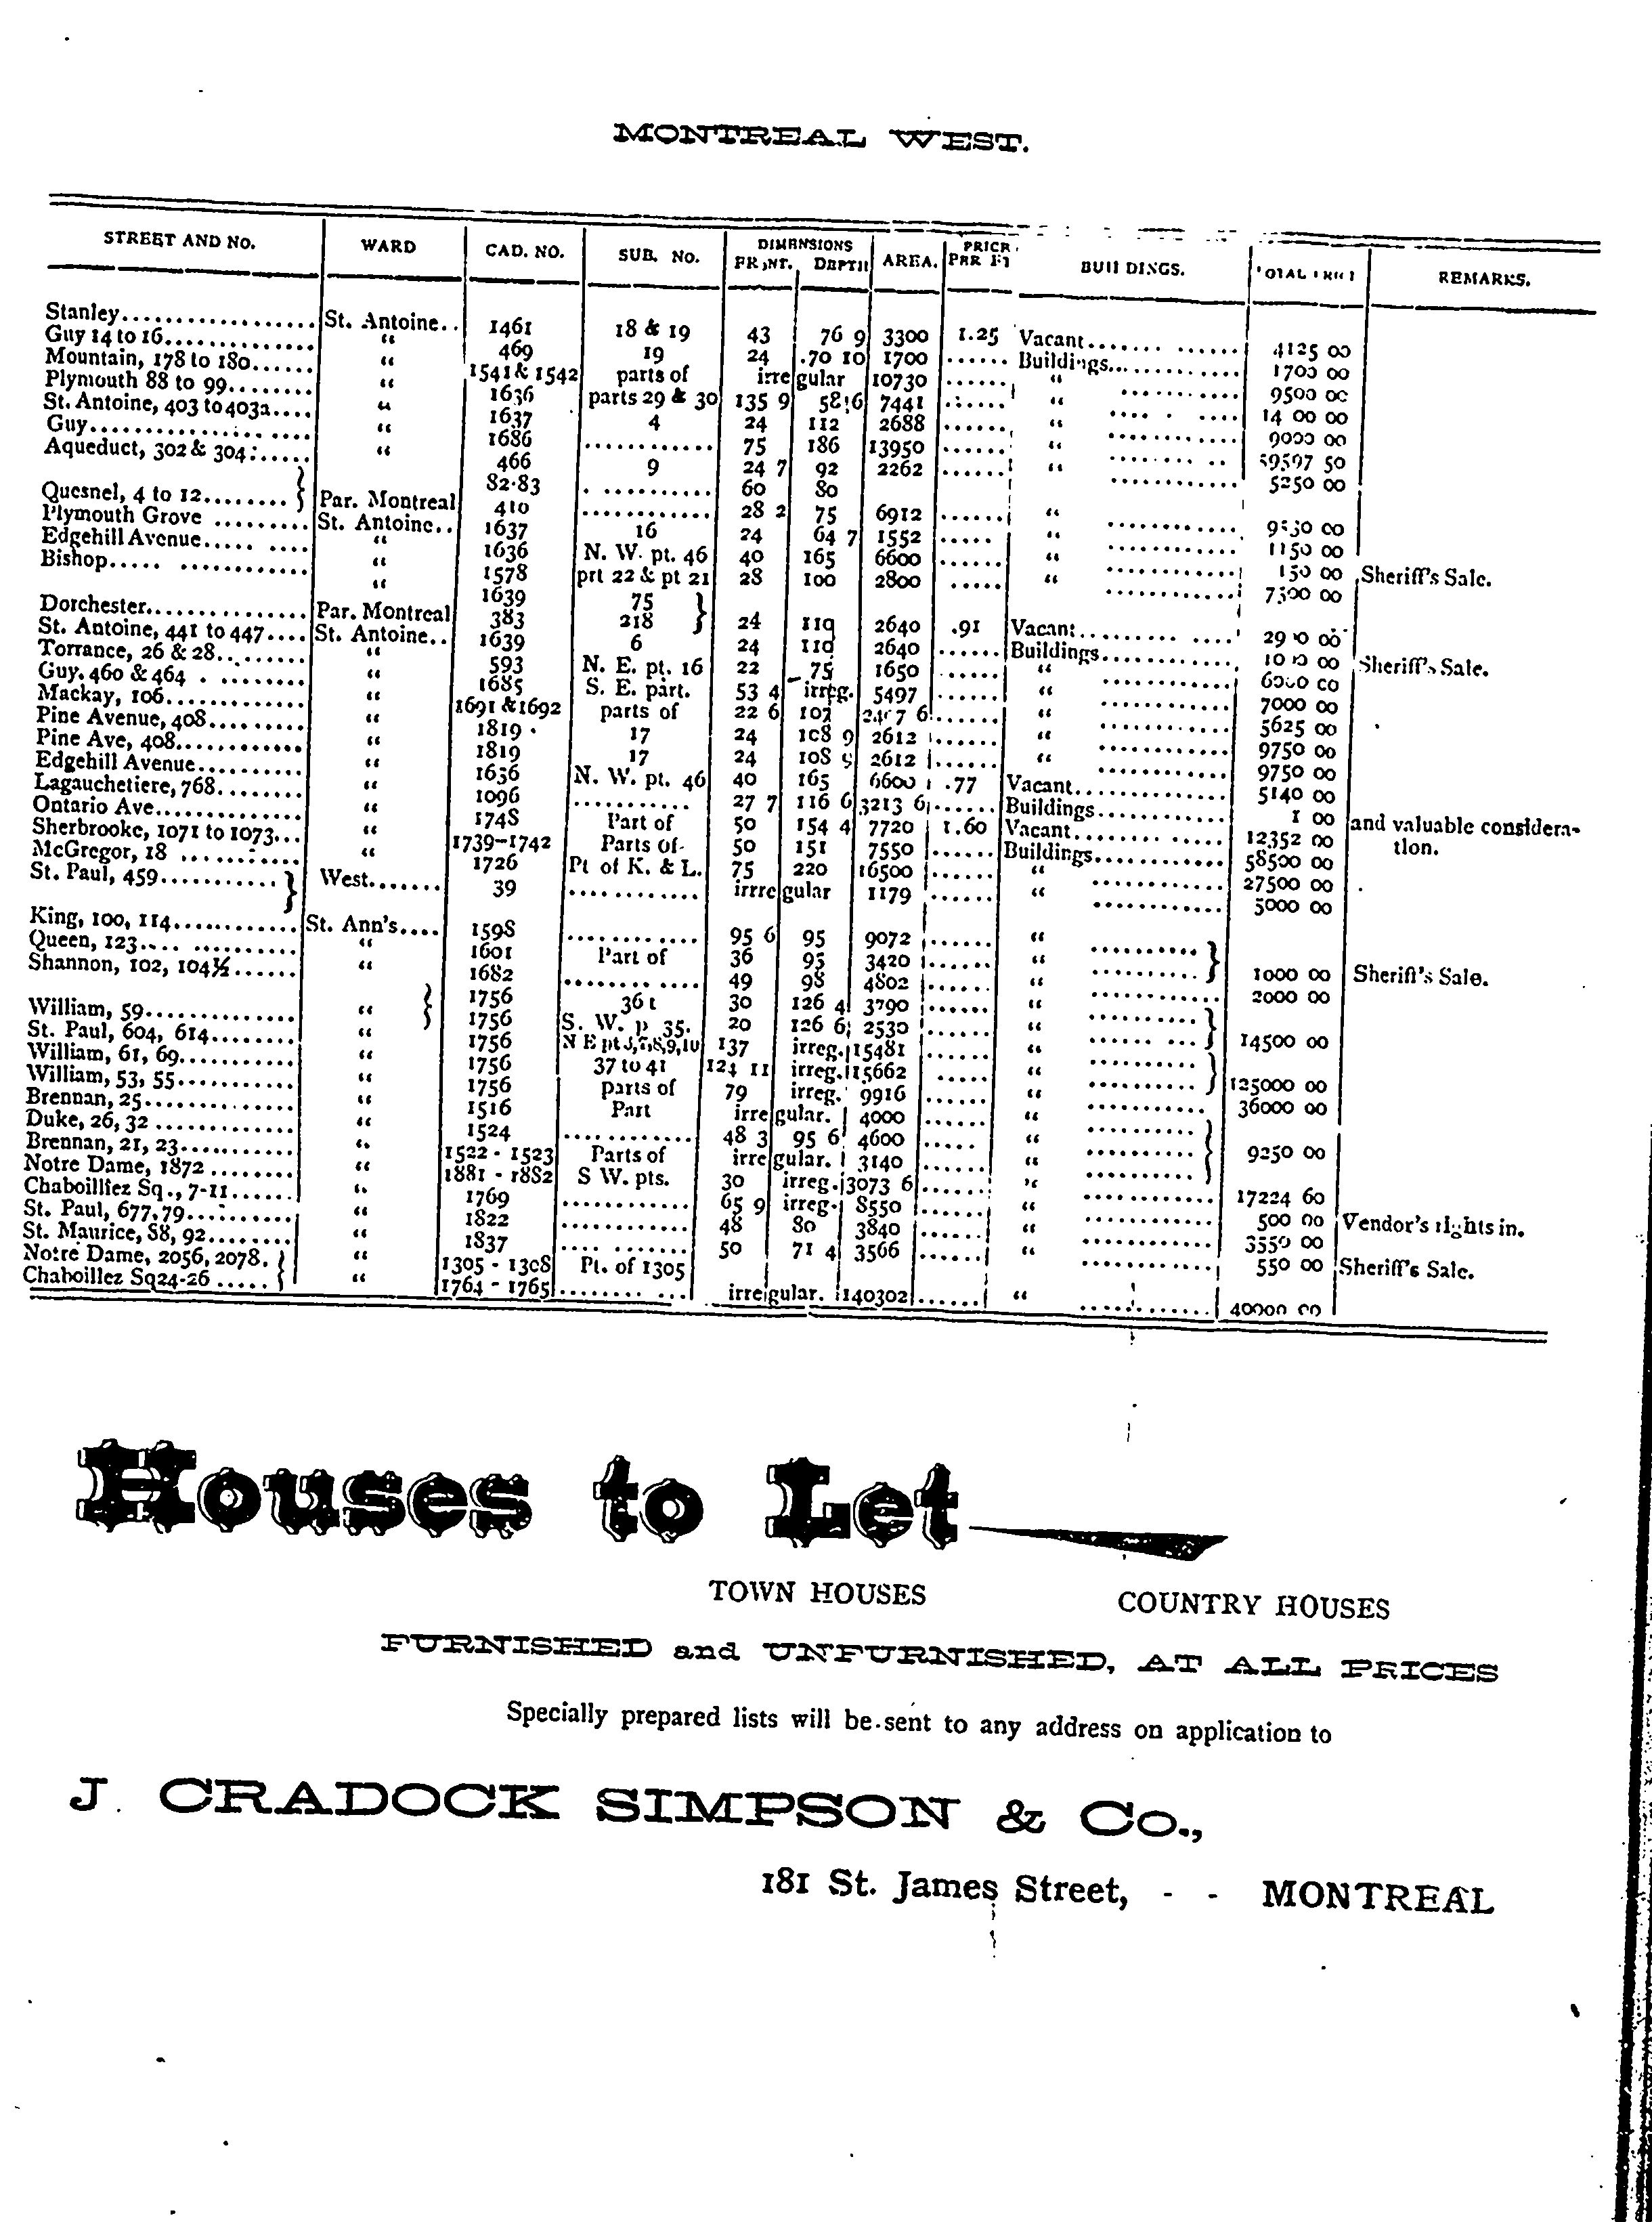 MONTREAL WEST.
STREET AND NO. WARD CAD. NO. SUB. NO. DIMENSIONS FRONT. DEPTH AREA. PRICE PER FT BUILDINGS. TOTAL PRICE REMARKS.
Stanley.................. St. Antoine.. 1461 18 & 19 43 76 9 3300 1.25 Vacant............. 4125 00
Guy 14 to 16.............. " 469 19 24 70 10 1700 ...... Buildings............. 1700 00
Mountain, 178 to 180...... " 1541 & 1542 parts of irregular 10730 ...... " 9500 00
Plymouth 88 to 99........ " 1636 parts 29 & 30 135 9 58 6 7441 ...... " 14 00 00
St. Antoine, 403 to 403a.... " 1637 4 24 112 2688 ...... " ............ 9000 00
Guy.................... " 1686 ............ 75 186 13950 ...... " ............ 59597 50
Aqueduct, 302 & 304...... " 466 9 24 7 92 2262 ...... " ............ 5250 00
82-83 ............ 60 80
Quesnel, 4 to 12........ } Par. Montreal 410 ............ 28 2 75 6912 ...... " ............
Plymouth Grove ......... St. Antoine.. 1637 16 24 64 7 1552 ..... " ............ 1150 00
Edgehill Avenue..... .... " 1636 N. W. pt. 46 40 165 6600 ...... " ............ 150 00 Sheriff's Sale.
Bishop..... ............ " 1578 prt 22 & pt 21 28 100 2800 ..... " ............ 7300 00
1639 75 }
Dorchester.............. Par. Montreal 383 218 24 110 2640 .91 Vacant..............
St. Antoine, 441 to 447.... St. Antoine.. 1639 6 24 110 2640 ...... Buildings............ Sheriff's Sale.
Torrance, 26 & 28......... " 593 N. E. pt. 16 22 75 1650 ...... " ............ 6000 00
Guy. 460 & 464 . ........ " 1685 S. E. part. 53 4 irreg. 5497 ...... " ............ 7000 00
Mackay, 106............. " 1691 & 1692 parts of 22 6 107 2407 6 ...... " ............ 5625 00
Pine Avenue, 408......... " 1819 17 24 108 9 2612 ...... " ............ 9750 00
Pine Ave, 408............ " 1819 17 24 108 9 2612 ...... " ............ 9750 00
Edgehill Avenue.......... " 1636 N. W. pt. 46 40 165 6600 .77 Vacant.............. 5140 00
Lagauchetiere, 768........ " 1096 ........... 27 7 116 6 3213 6 ...... Buildings............ 1 00 and valuable considera-
Ontario Ave.............. " 1748 Part of 50 154 4 7720 1.60 Vacant.............. 12352 00 tion.
Sherbrooke, 1071 to 1073... " 1739-1742 Parts of 50 151 7550 ...... Buildings............ 58500 00
McGregor, 18 ........... " 1726 Pt of K. & L. 75 220 16500 ...... " ............ 27500 00
St. Paul, 459........... } West....... 39 ............ irrregular 1179 ...... " ............ 5000 00
King, 100, 114............ St. Ann's.... 1598 ............ 95 6 95 9072 ...... " .......... }
Queen, 123.... .......... " 1601 Part of 36 95 3420 ...... " .......... 1000 00 Sheriff's Sale.
Shannon, 102, 104½...... " 1682 ............ 49 98 4802 ...... " ............ 2000 00
{ 1756 36 t 30 126 4 3790 ...... " .......... }
William, 59.............. " 1756 S. W. p 35. 20 126 6 2530 ...... " .......... 14500 00
St. Paul, 604, 614......... " 1756 N E pt 137 irreg. 15481 ...... " .......... }
William, 61, 69........... " 1756 37 to 41 124 11 irreg. 15662 ..... " .......... 125000 00
William, 53, 55........... " 1756 parts of 79 irreg. 9916 ...... " ............ 36000 00
Brennan, 25.............. " 1516 Part irregular. 4000 ...... " .......... }
Duke, 26, 32 ............ " 1524 ............ 48 3 95 6 4600 ..... "
Brennan, 21, 23........... " 1522 - 1523 Parts of irregular. 3140 ...... " .......... 9250 00
Notre Dame, 1872 ........ " 1881 - 1882 S W. pts. 30 irreg. 3073 6 ...... " ............ 17224 60
Chaboillez Sq., 7-11...... " 1769 ............ 65 9 irreg. 8550 ...... " ............ 500 00 Vendor's rights in.
St. Paul, 677, 79.......... " 1822 ............ 48 80 3840 ...... " ............ 3550 00
St. Maurice, 88, 92........ " 1837 .... ....... 50 71 4 3566 ...... " ............ 550 00 Sheriff's Sale.
Notre Dame, 2056, 2078. } 1305 - 1308 Pt. of 1305
Chaboillez Sq 24-26 ..... " 1764 - 1765 ........ ... irregular. 140302 ...... " ............ 40000 00
Houses to Let
TOWN HOUSES COUNTRY HOUSES
FURNISHED and UNFURNISHED, AT ALL PRICES
Specially prepared lists will be sent to any address on application to
J. CRADOCK SIMPSON & Co.,
181 St. James Street, - - MONTREAL